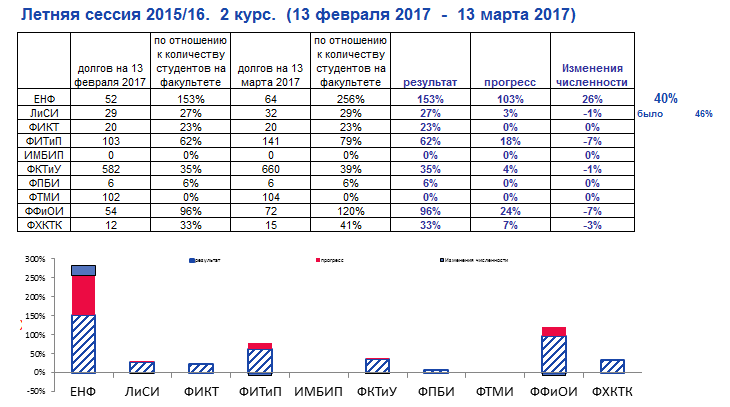 Летняя сессия 2015/16. 2 курс. (13 февраля 2017 - 13 марта 2017)
долгов на 13 февраля 2017 по отношению к количеству студентов на факультете долгов на 13 марта 2017 по отношению к количеству студентов на факультете результат прогресс Изменения численности
ЕНФ 52 153% 64 256% 153% 103% 26% 40%
ЛиСИ 29 27% 32 29% 27% 3% -1% было 46%
ФИКТ 20 23% 20 23% 23% 0% 0%
ФИТиП 103 62% 141 79% 62% 18% -7%
ИМБИП 0 0% 0 0% 0% 0% 0%
ФКТиУ 582 35% 660 39% 35% 4% -1%
ФПБИ 6 6% 6 6% 6% 0% 0%
ФТМИ 102 0% 104 0% 0% 0% 0%
ФФиОИ 54 96% 72 120% 96% 24% -7%
ФХКТК 12 33% 15 41% 33% 7% -3%
результат прогресс Изменения численности
300%
250%
200%
150%
100%
50%
0%
-50%
ЕНФ ЛиСИ ФИКТ ФИТиП ИМБИП ФКТиУ ФПБИ ФТМИ ФФиОИ ФХКТК